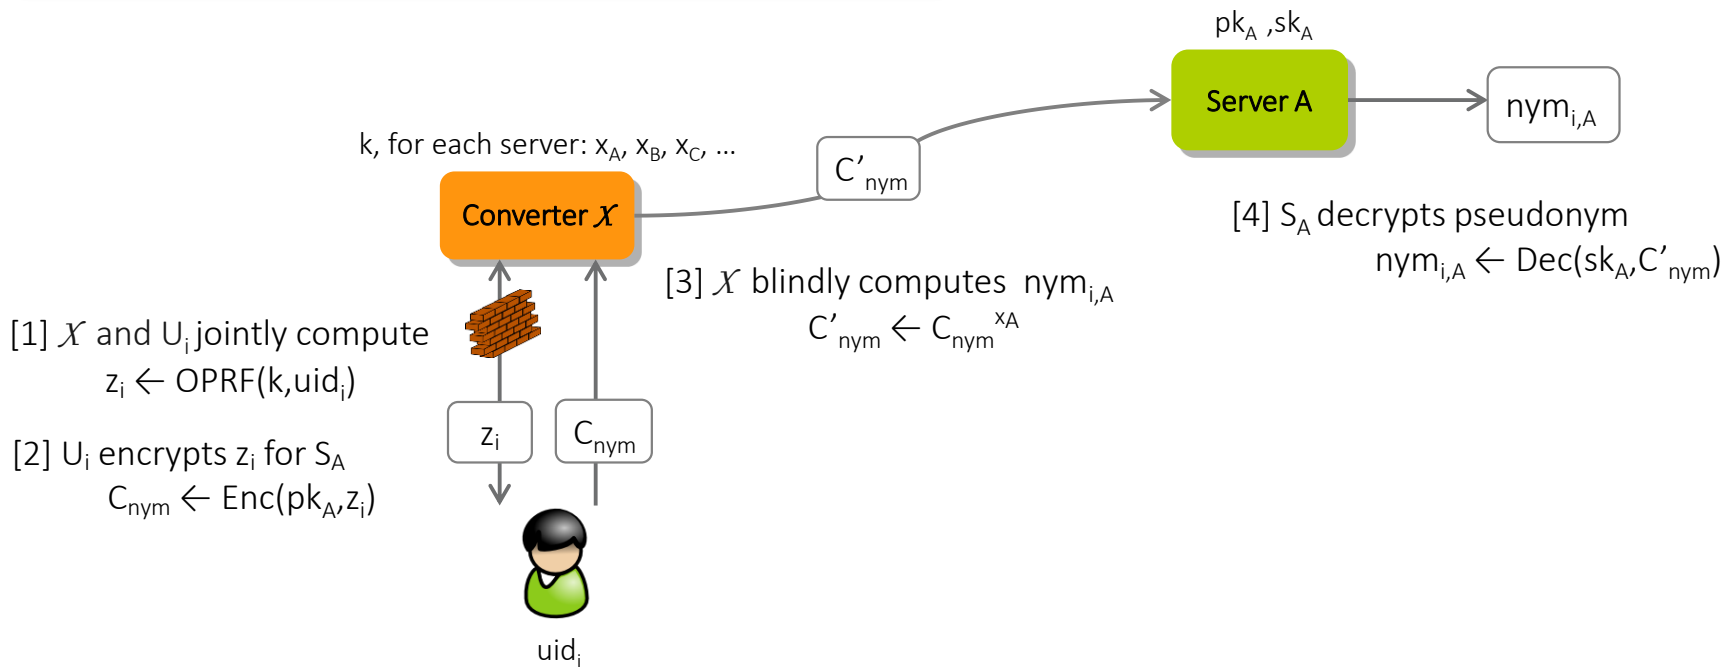 pkA ,skA
Server A
nymi,A
k, for each server: xA, xB, xC, ...
C'nym
Converter 𝒳
[4] SA decrypts pseudonym
nymi,A ← Dec(skA,C'nym)
[3] 𝒳 blindly computes nymi,A
C'nym ← CnymxA
[1] 𝒳 and Ui jointly compute
zi ← OPRF(k,uidi)
zi
Cnym
[2] Ui encrypts zi for SA
Cnym ← Enc(pkA,zi)
uidi